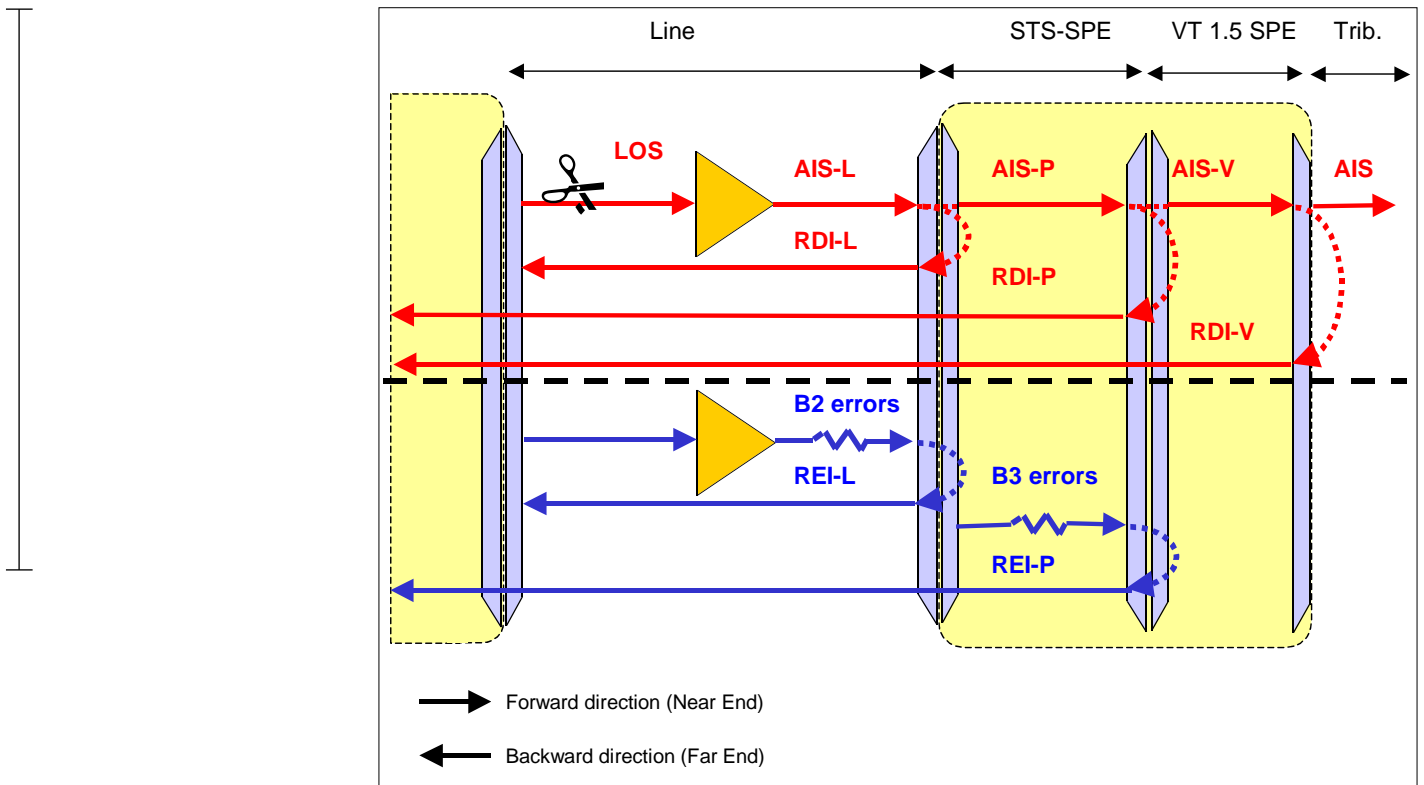 Line STS-SPE VT 1.5 SPE Trib.
LOS AIS-L AIS-P AIS-V AIS
RDI-L
RDI-P
RDI-V
B2 errors
REI-L B3 errors
REI-P
Forward direction (Near End)
Backward direction (Far End)